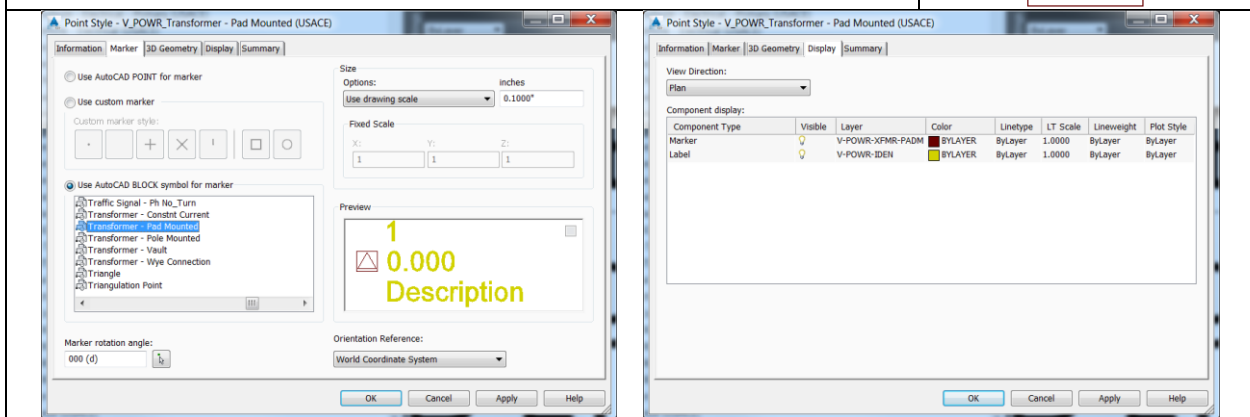 Point Style - V_POWR_Transformer - Pad Mounted (USACE)
Information Marker 3D Geometry Display Summary
Use AutoCAD POINT for marker
Use custom marker
Custom marker style:
Use AutoCAD BLOCK symbol for marker
Traffic Signal - Ph No_Turn
Transformer - Constnt Current
Transformer - Pad Mounted
Transformer - Pole Mounted
Transformer - Vault
Transformer - Wye Connection
Triangle
Triangulation Point
Marker rotation angle:
000 (d)
Size
Options: inches
Use drawing scale 0.1000"
Fixed Scale
X: Y: Z:
1 1 1
Preview
1
0.000
Description
Orientation Reference:
World Coordinate System
OK Cancel Apply Help
Point Style - V_POWR_Transformer - Pad Mounted (USACE)
Information Marker 3D Geometry Display Summary
View Direction:
Plan
Component display:
Component Type Visible Layer Color Linetype LT Scale Lineweight Plot Style
Marker V-POWR-XFMR-PADM BYLAYER ByLayer 1.0000 ByLayer ByLayer
Label V-POWR-IDEN BYLAYER ByLayer 1.0000 ByLayer ByLayer
OK Cancel Apply Help